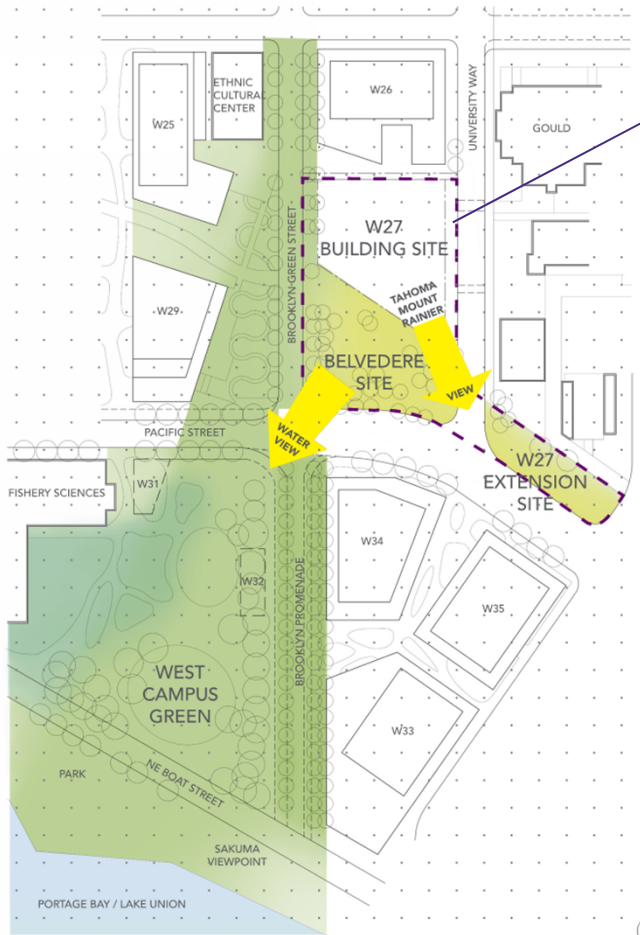 ETHNIC
CULTURAL
CENTER
W25
W26
UNIVERSITY WAY
GOULD
BROOKLYN GREEN STREET
W27
BUILDING SITE
TAHOMA
MOUNT
RAINIER
VIEW
W29
BELVEDERE
SITE
WATER
VIEW
PACIFIC STREET
W27
EXTENSION
SITE
FISHERY SCIENCES
W31
W34
W32
BROOKLYN PROMENADE
W35
WEST
CAMPUS
GREEN
W33
PARK
NE BOAT STREET
SAKUMA
VIEWPOINT
PORTAGE BAY / LAKE UNION